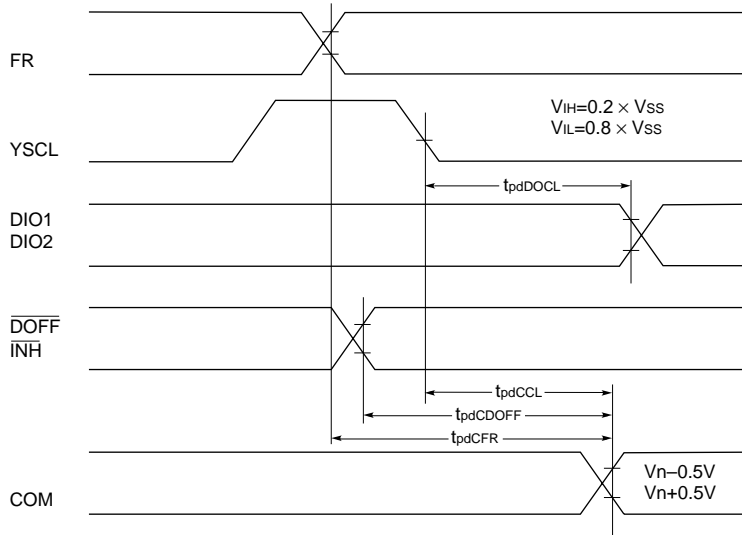 FR
YSCL
VIH=0.2 × VSS
VIL=0.8 × VSS
tpdDOCL
DIO1
DIO2
DOFF
INH
tpdCCL
tpdCDOFF
tpdCFR
COM
Vn–0.5V
Vn+0.5V